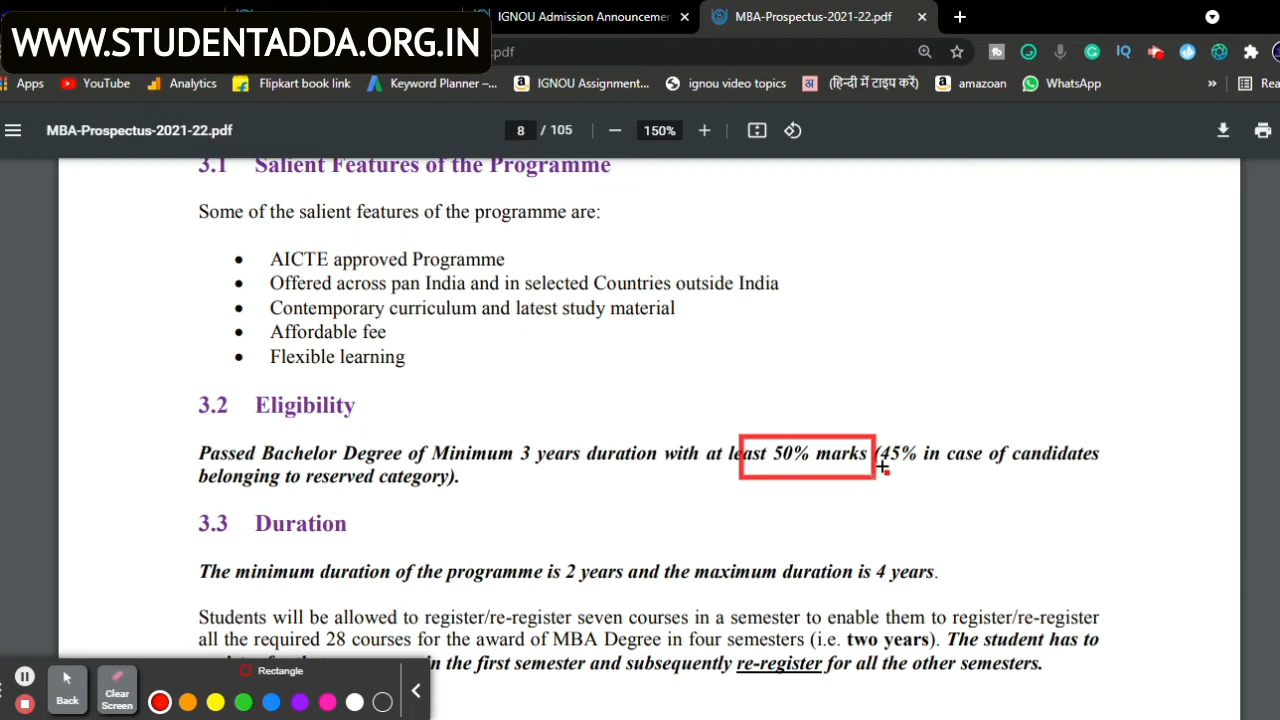 WWW.STUDENTADDA.ORG.IN
IGNOU Admission Announcemen
MBA-Prospectus-2021-22.pdf
.pdf
Apps YouTube Analytics Flipkart book link Keyword Planner –... IGNOU Assignment... ignou video topics (हिन्दी में टाइप करें) amazoan WhatsApp » Rea
MBA-Prospectus-2021-22.pdf 8 / 105 150%
3.1 Salient Features of the Programme
Some of the salient features of the programme are:
• AICTE approved Programme
• Offered across pan India and in selected Countries outside India
• Contemporary curriculum and latest study material
• Affordable fee
• Flexible learning
3.2 Eligibility
Passed Bachelor Degree of Minimum 3 years duration with at least 50% marks (45% in case of candidates
belonging to reserved category).
3.3 Duration
The minimum duration of the programme is 2 years and the maximum duration is 4 years.
Students will be allowed to register/re-register seven courses in a semester to enable them to register/re-register
all the required 28 courses for the award of MBA Degree in four semesters (i.e. two years). The student has to
in the first semester and subsequently re-register for all the other semesters.
Rectangle
Back
Clear
Screen